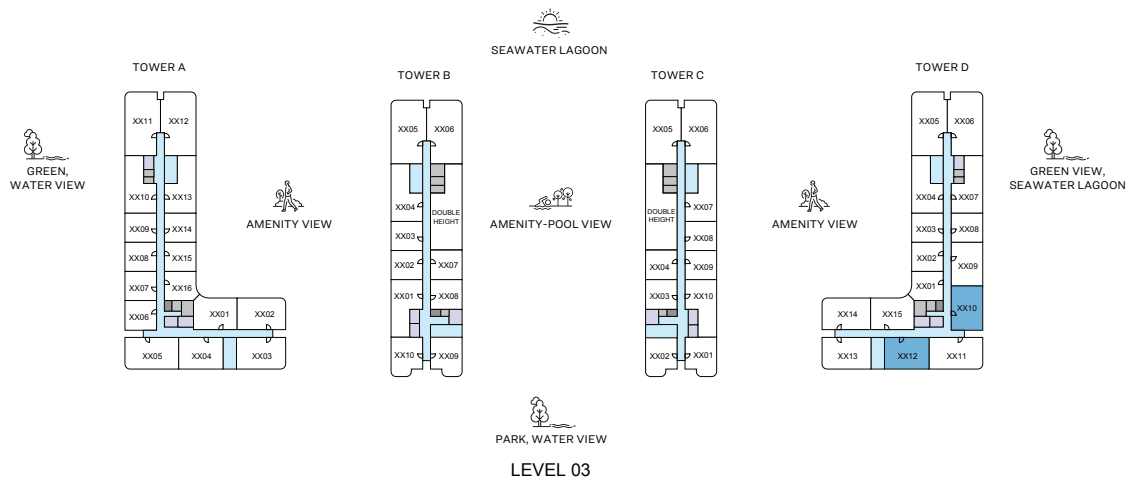 SEAWATER LAGOON
TOWER A
TOWER B
TOWER C
TOWER D
XX11
XX12
XX10
XX13
XX09
XX14
XX08
XX15
XX07
XX16
XX06
XX01
XX02
XX05
XX04
XX03
XX05
XX06
XX04
DOUBLE
HEIGHT
XX03
XX02
XX07
XX01
XX08
XX10
XX09
XX05
XX06
XX07
DOUBLE
HEIGHT
XX08
XX04
XX09
XX03
XX10
XX02
XX01
XX05
XX06
XX04
XX07
XX03
XX08
XX02
XX09
XX01
XX10
XX14
XX15
XX13
XX12
XX11
GREEN,
WATER VIEW
AMENITY VIEW
AMENITY-POOL VIEW
AMENITY VIEW
GREEN VIEW,
SEAWATER LAGOON
PARK, WATER VIEW
LEVEL 03